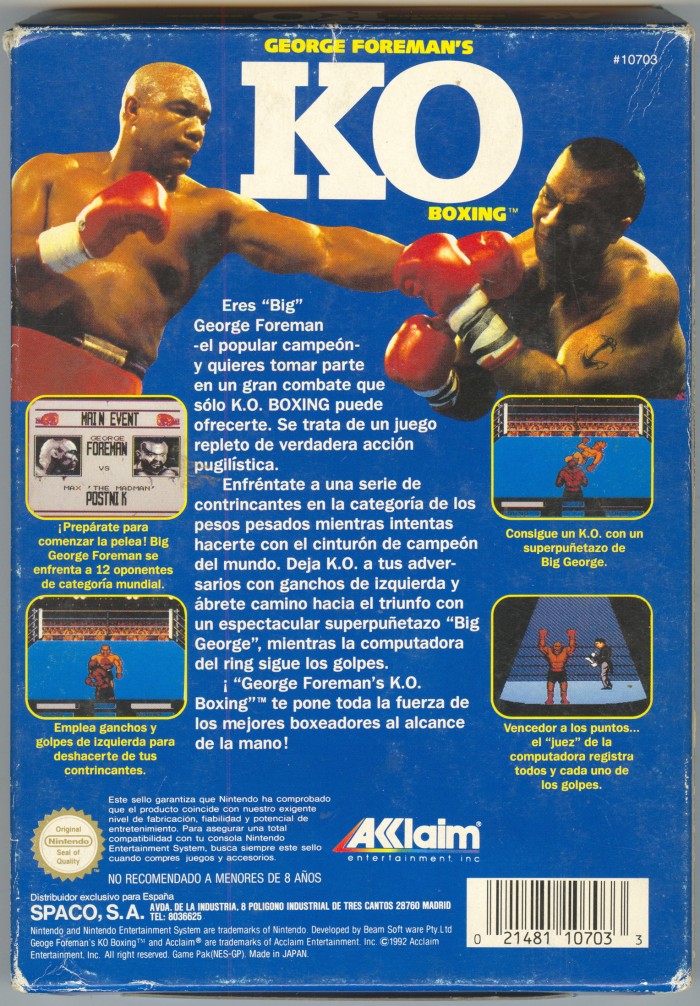 GEORGE FOREMAN'S
#10703
KO
BOXING™
Eres “Big”
George Foreman
-el popular campeón-
y quieres tomar parte
en un gran combate que
sólo K.O. BOXING puede
ofrecerte. Se trata de un juego
repleto de verdadera acción
pugilística.
Enfréntate a una serie de
contrincantes en la categoría de los
pesos pesados mientras intentas
hacerte con el cinturón de campeón
del mundo. Deja K.O. a tus adver-
sarios con ganchos de izquierda y
ábrete camino hacia el triunfo con
un espectacular superpuñetazo “Big
George”, mientras la computadora
del ring sigue los golpes.
¡ “George Foreman's K.O.
Boxing”™ te pone toda la fuerza de
los mejores boxeadores al alcance
de la mano!
MAIN EVENT
GEORGE
FOREMAN
VS
MAX "THE MADMAN"
POSTNIK
¡Prepárate para
comenzar la pelea! Big
George Foreman se
enfrenta a 12 oponentes
de categoría mundial.
Emplea ganchos y
golpes de izquierda para
deshacerte de tus
contrincantes.
Consigue un K.O. con un
superpuñetazo de
Big George.
Vencedor a los puntos...
el “juez” de la
computadora registra
todos y cada uno de
los golpes.
Original
Nintendo
Seal of
Quality
Este sello garantiza que Nintendo ha comprobado
que el producto coincide con nuestro exigente
nivel de fabricación, fiabilidad y potencial de
entretenimiento. Para asegurar una total
compatibilidad con tu consola Nintendo
Entertainment System, busca siempre este sello
cuando compres juegos y accesorios.
NO RECOMENDADO A MENORES DE 8 AÑOS
AKKlaim®
entertainment, inc
Distribuidor exclusivo para España
SPACO, S.A. AVDA. DE LA INDUSTRIA, 8 POLIGONO INDUSTRIAL DE TRES CANTOS 28760 MADRID
TEL: 8036625
Nintendo and Nintendo Entertainment System are trademarks of Nintendo. Developed by Beam Soft ware Pty.Ltd
Geoge Foreman's KO Boxing™ and Acclaim® are trademarks of Acclaim Entertainment. Inc. ©1992 Acclaim
Entertainment, Inc. All right reserved. Game Pak(NES-GP). Made in JAPAN.
0 21481 10703 3